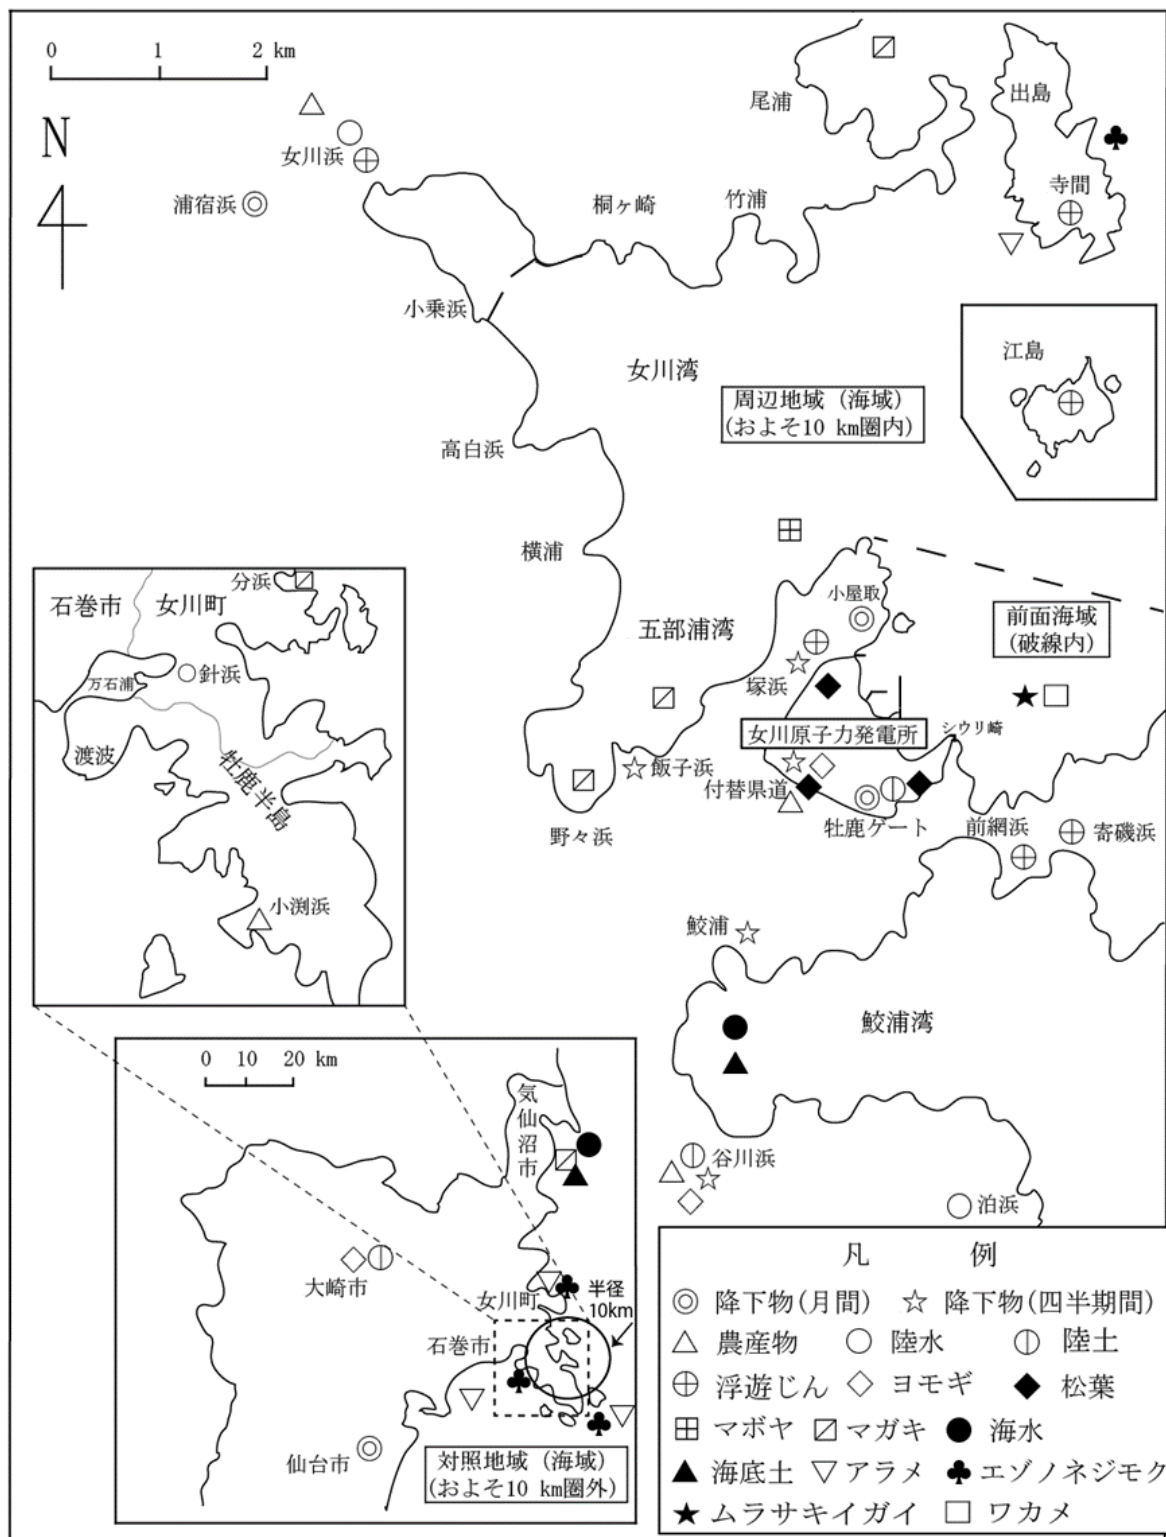 0 1 2 km
N
尾浦
出島
女川浜
浦宿浜
桐ヶ崎
竹浦
寺間
小乗浜
女川湾
江島
周辺地域（海域）
(およそ10 km圏内)
高白浜
横浦
小屋取
五部浦湾
前面海域
(破線内)
塚浜
女川原子力発電所
シウリ崎
飯子浜
付替県道
野々浜
牡鹿ゲート
前網浜
寄磯浜
鮫浦
鮫浦湾
谷川浜
泊浜
分浜
石巻市
女川町
万石浦
針浜
渡波
牡鹿半島
小渕浜
0 10 20 km
気仙沼市
大崎市
女川町
半径
10km
石巻市
仙台市
対照地域（海域）
(およそ10 km圏外)
凡 例
降下物(月間) 降下物(四半期間)
農産物 陸水 陸土
浮遊じん ヨモギ 松葉
マボヤ マガキ 海水
海底土 アラメ エゾノネジモク
ムラサキイガイ ワカメ